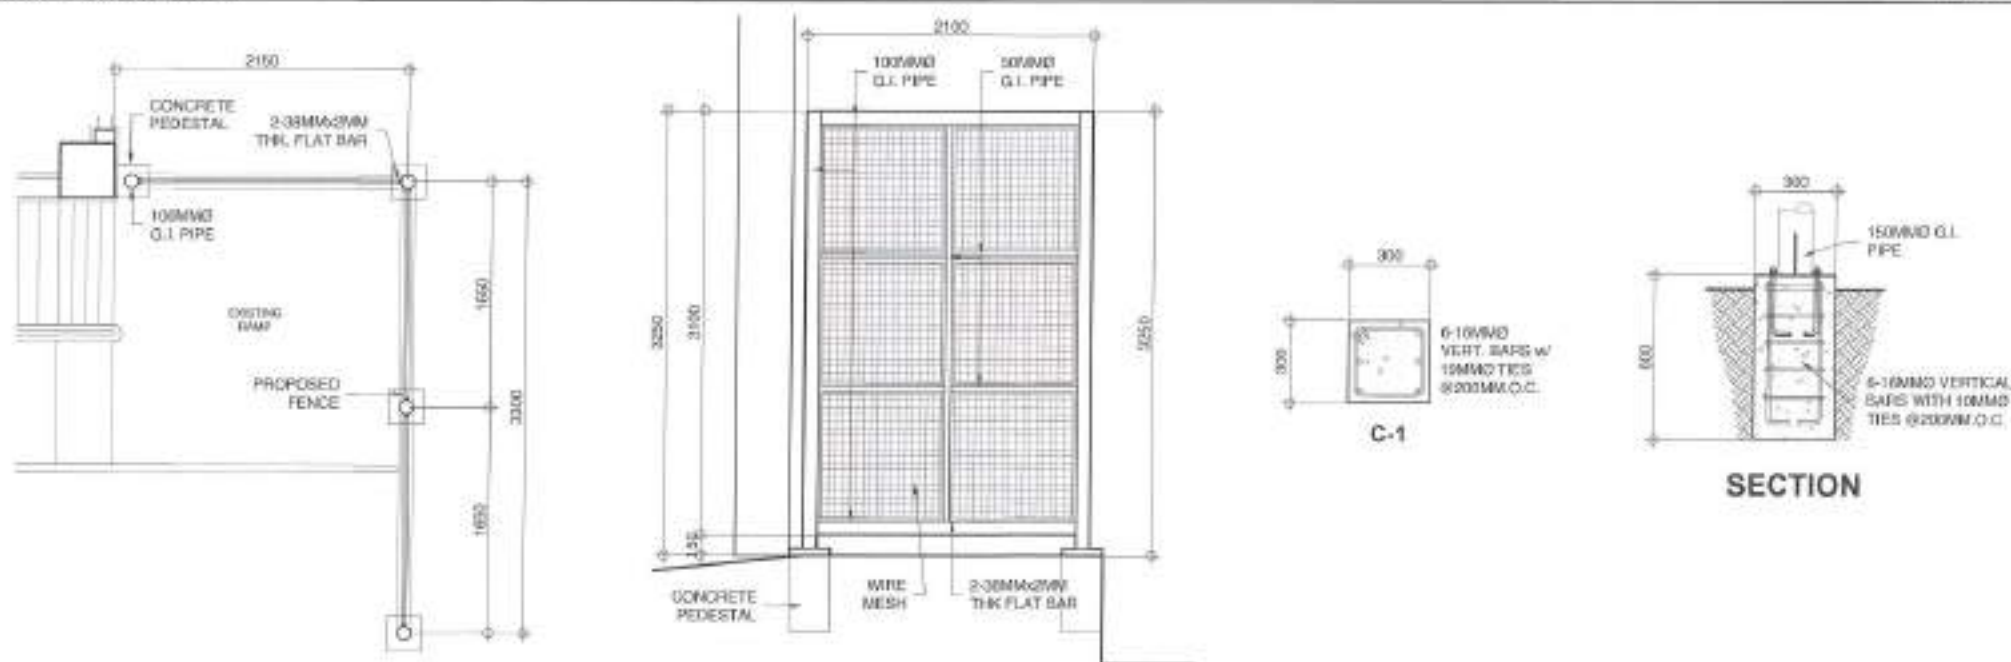 2150
CONCRETE
PEDESTAL
2-38MMx2MM
THK. FLAT BAR
100MMØ
G.I. PIPE
EXISTING
RAMP
PROPOSED
FENCE
1650
1650
3300
2100
100MMØ
G.I. PIPE
50MMØ
G.I. PIPE
3250
3100
150
3250
CONCRETE
PEDESTAL
WIRE
MESH
2-38MMx2MM
THK FLAT BAR
300
300
6-16MMØ
VERT. BARS W/
TIES
@200MM.O.C.
C-1
300
600
150MMØ G.I.
PIPE
6-16MMØ VERTICAL
BARS WITH 10MMØ
TIES @200MM.O.C
SECTION